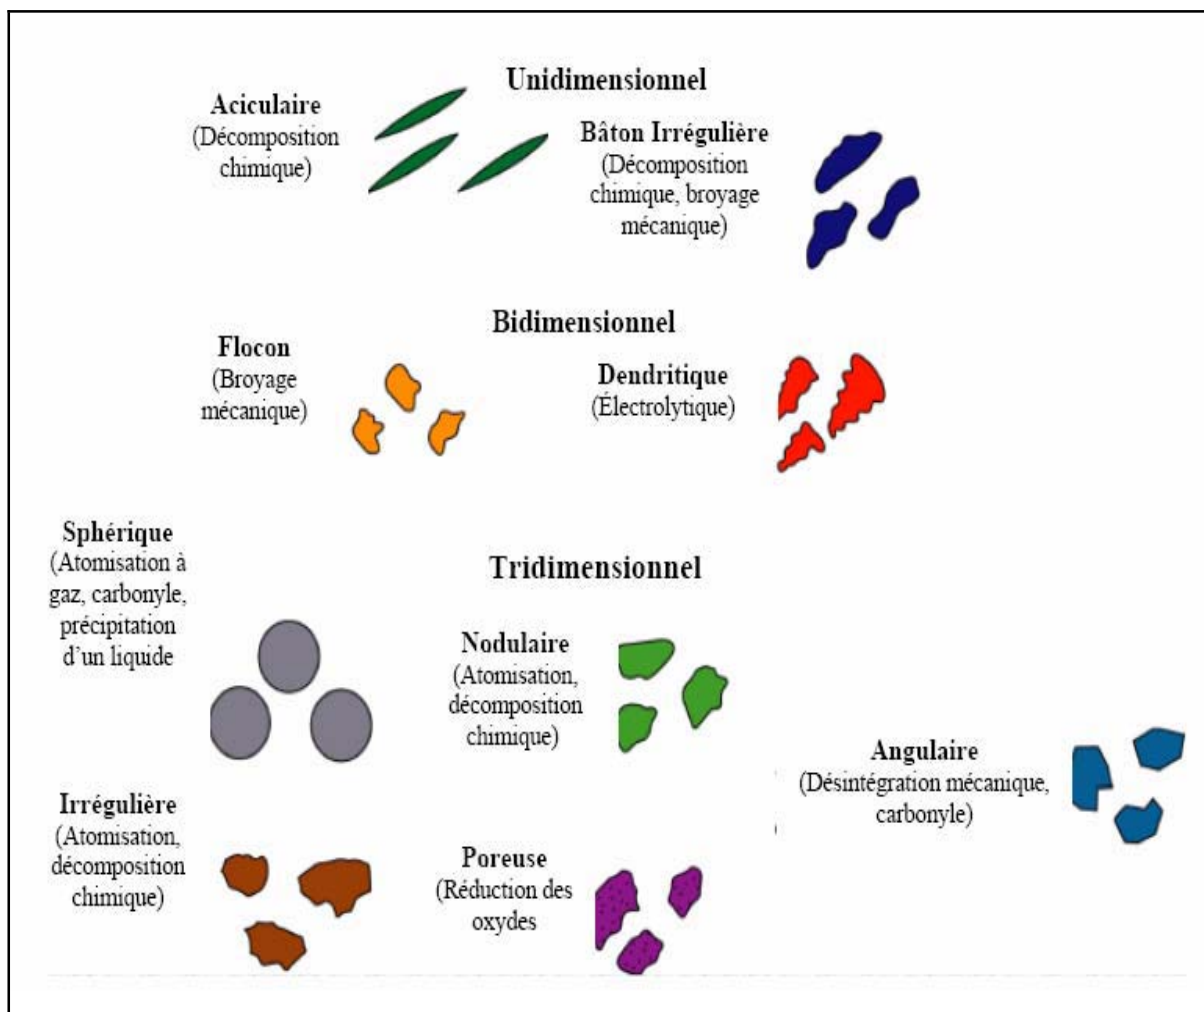 Unidimensionnel
Aciculaire
(Décomposition
chimique)
Bâton Irrégulière
(Décomposition
chimique, broyage
mécanique)
Bidimensionnel
Flocon
(Broyage
mécanique)
Dendritique
(Électrolytique)
Tridimensionnel
Sphérique
(Atomisation à
gaz, carbonyle,
précipitation
d'un liquide
Nodulaire
(Atomisation,
décomposition
chimique)
Angulaire
(Désintégration mécanique,
carbonyle)
Irrégulière
(Atomisation,
décomposition
chimique)
Poreuse
(Réduction des
oxydes